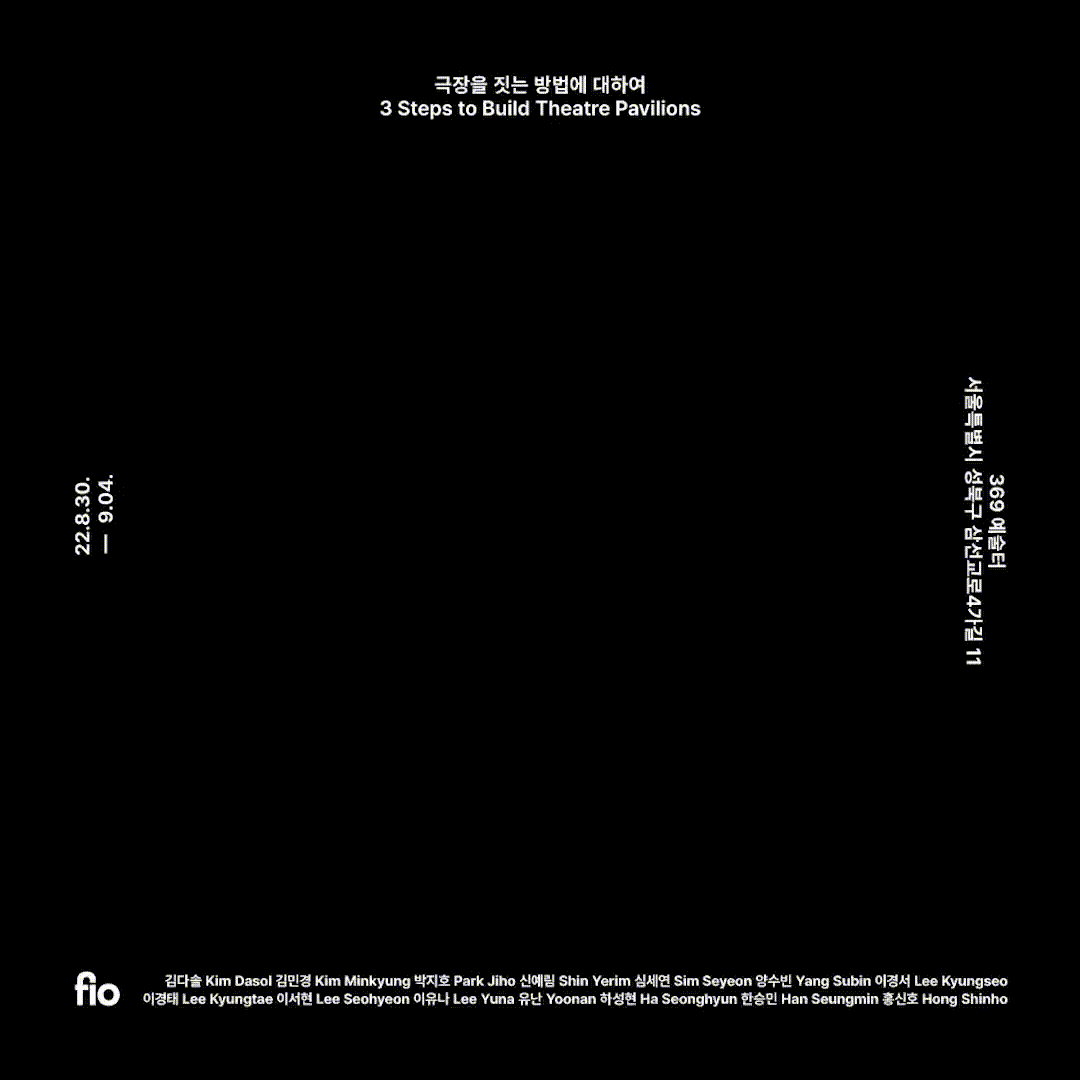 극장을 짓는 방법에 대하여
3 Steps to Build Theatre Pavilions
22.8.30.
— 9.04.
369 예술터
서울특별시 성북구 삼선교로4가길 11
fio
김다솔 Kim Dasol 김민경 Kim Minkyung 박지호 Park Jiho 신예림 Shin Yerim 심세연 Sim Seyeon 양수빈 Yang Subin 이경서 Lee Kyungseo
이경태 Lee Kyungtae 이서현 Lee Seohyeon 이유나 Lee Yuna 유난 Yoonan 하성현 Ha Seonghyun 한승민 Han Seungmin 홍신호 Hong Shinho